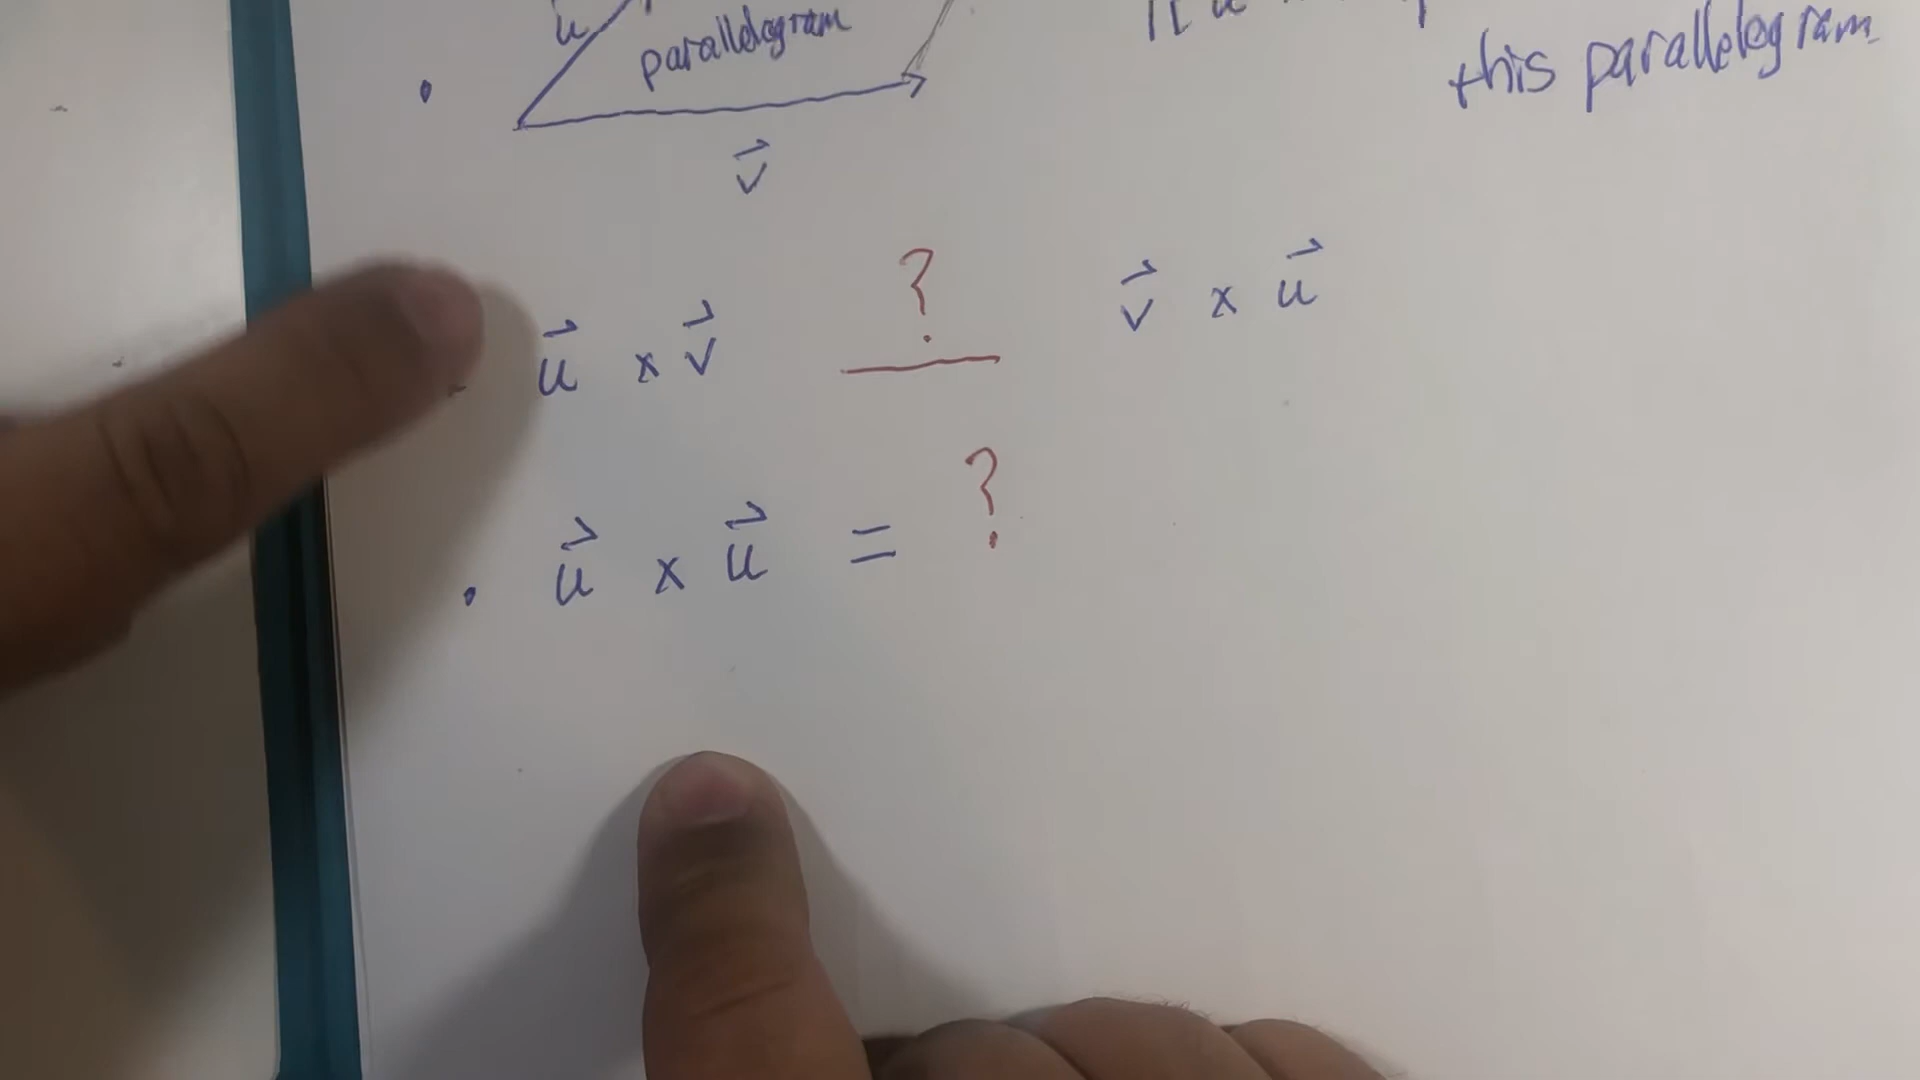 u
parallelogram
this parallelogram
• v⃗
u⃗ x v⃗ ? v⃗ x u⃗
• u⃗ x u⃗ = ?